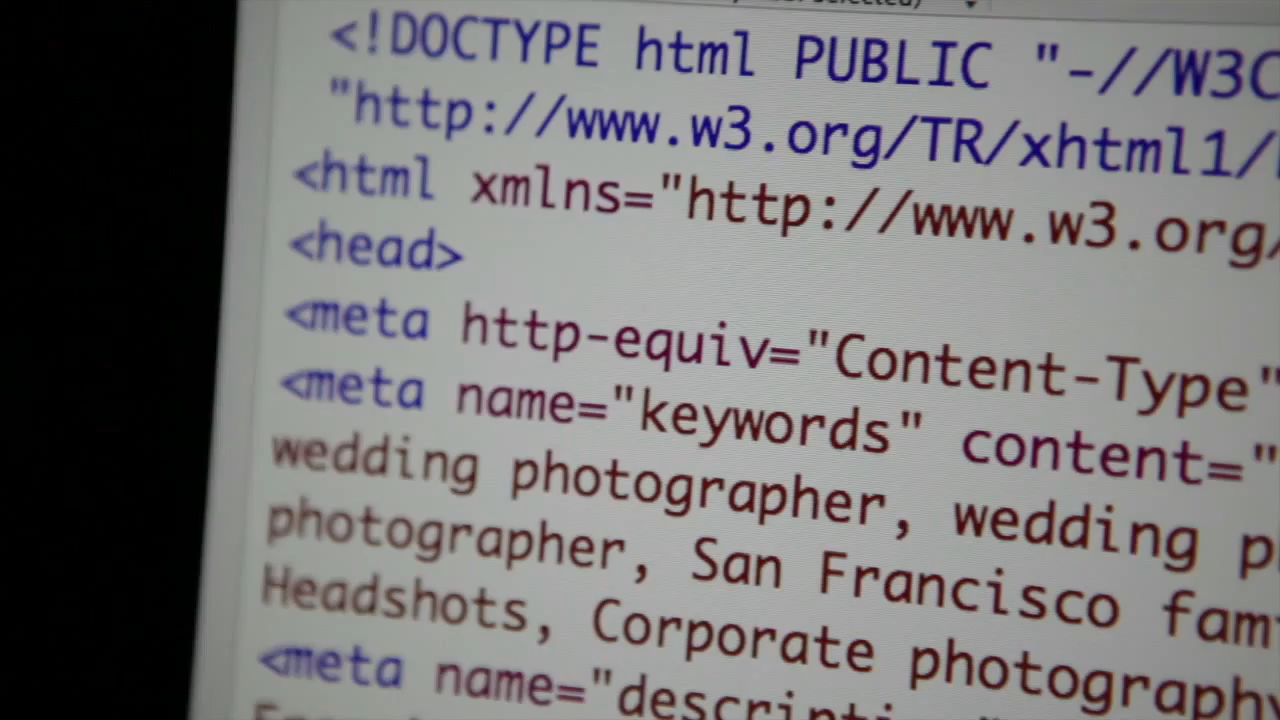 <!DOCTYPE html PUBLIC "-//W3C
"http://www.w3.org/TR/xhtml1/
<html xmlns="http://www.w3.org/
<head>
<meta http-equiv="Content-Type"
<meta name="keywords" content="
wedding photographer, wedding
photographer, San Francisco
Headshots, Corporate photography
<meta name="